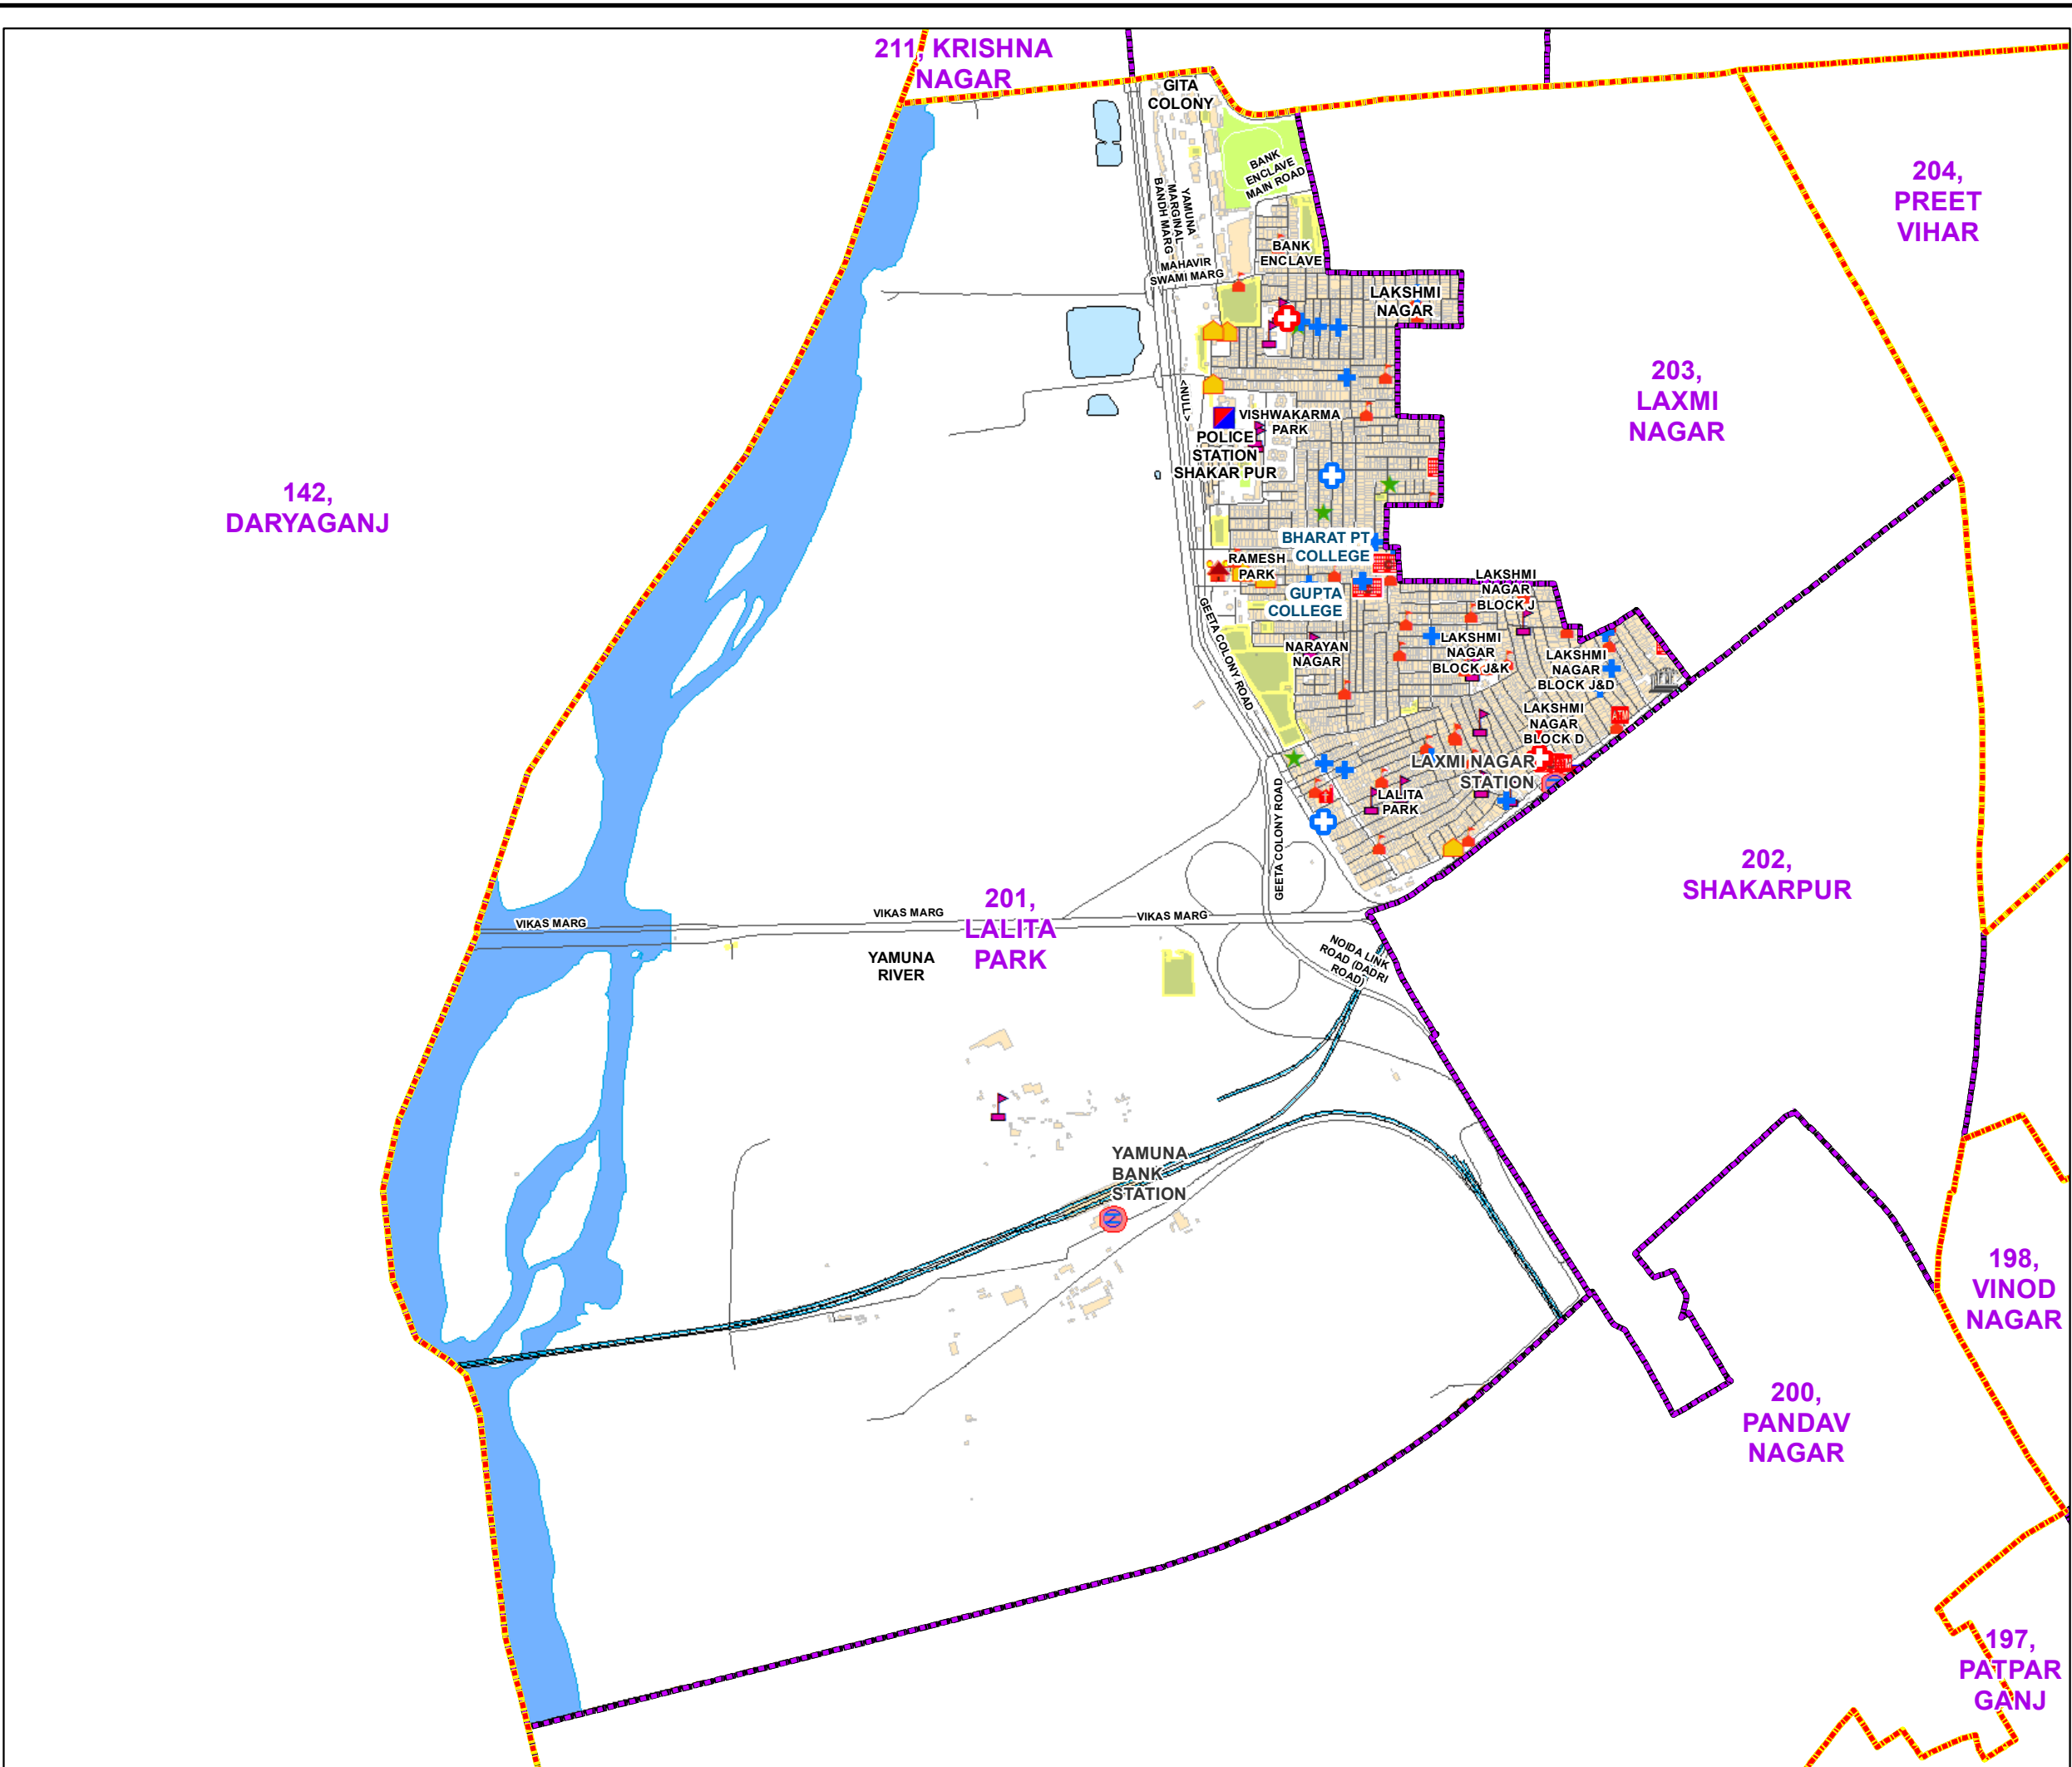 211, KRISHNA
NAGAR
GITA
COLONY
BANK
ENCLAVE
MAIN ROAD
YAMUNA
MARGINAL
BANDH MARG
204,
PREET
VIHAR
BANK
ENCLAVE
MAHAVIR
SWAMI MARG
LAKSHMI
NAGAR
203,
LAXMI
NAGAR
<NULL>
VISHWAKARMA
PARK
POLICE
STATION
SHAKAR PUR
142,
DARYAGANJ
BHARAT PT
COLLEGE
RAMESH
PARK
GUPTA
COLLEGE
LAKSHMI
NAGAR
BLOCK J
GEETA COLONY ROAD
NARAYAN
NAGAR
LAKSHMI
NAGAR
BLOCK J&K
LAKSHMI
NAGAR
BLOCK J&D
LAKSHMI
NAGAR
BLOCK D
ATM
LAXMI NAGAR
STATION
LALITA
PARK
GEETA COLONY ROAD
202,
SHAKARPUR
201,
LALITA
PARK
VIKAS MARG
VIKAS MARG
VIKAS MARG
YAMUNA
RIVER
NOIDA LINK
ROAD (DADRI
ROAD)
YAMUNA
BANK
STATION
198,
VINOD
NAGAR
200,
PANDAV
NAGAR
197,
PATPAR
GANJ